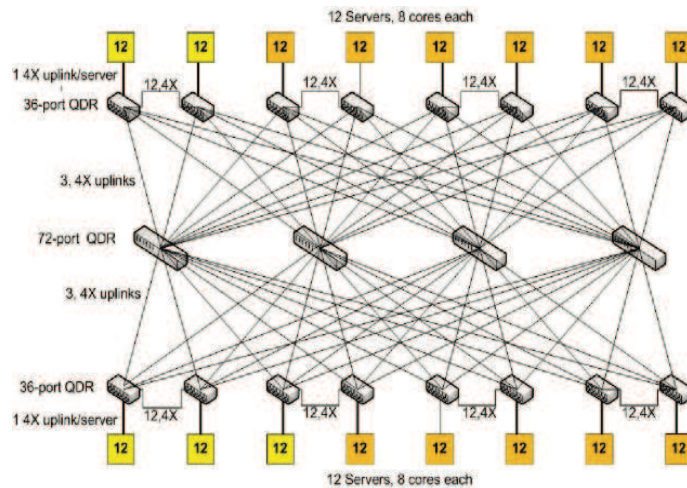 12 Servers, 8 cores each
12 12 12 12 12 12 12 12
1 4X uplink/server
12,4X 12,4X 12,4X 12,4X
36-port QDR
3, 4X uplinks
72-port QDR
3, 4X uplinks
36-port QDR
12,4X 12,4X 12,4X 12,4X
1 4X uplink/server
12 12 12 12 12 12 12 12
12 Servers, 8 cores each